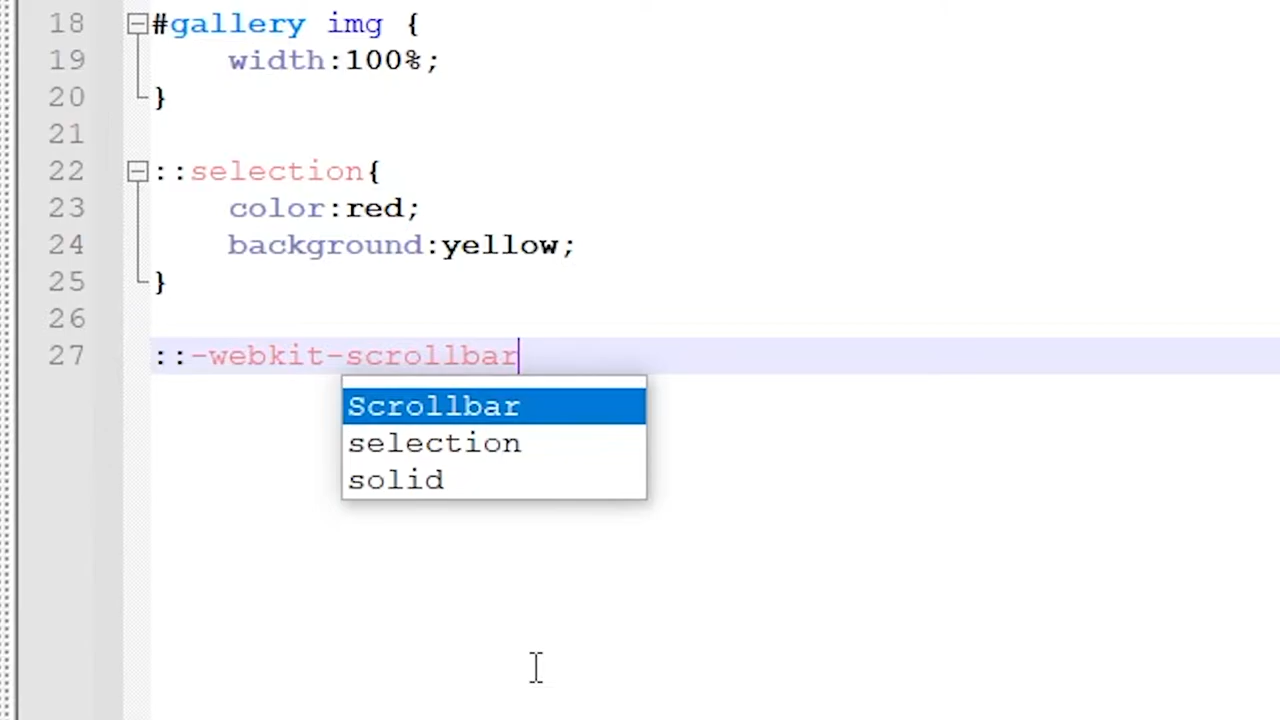 18 #gallery img {
19 width:100%;
20 }
21
22 ::selection{
23 color:red;
24 background:yellow;
25 }
26
27 ::-webkit-scrollbar
Scrollbar
selection
solid